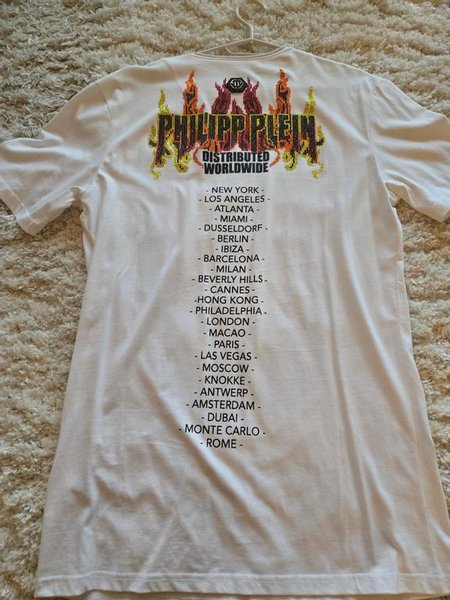 PHILIPP PLEIN
DISTRIBUTED
WORLDWIDE
- NEW YORK -
- LOS ANGELES -
- ATLANTA -
- MIAMI -
- DUSSELDORF -
- BERLIN -
- IBIZA -
- BARCELONA -
- MILAN -
- BEVERLY HILLS -
- CANNES -
-HONG KONG -
- PHILADELPHIA -
- LONDON -
- MACAO -
- PARIS -
- LAS VEGAS -
- MOSCOW -
- KNOKKE -
- ANTWERP -
- AMSTERDAM -
- DUBAI -
- MONTE CARLO -
- ROME -